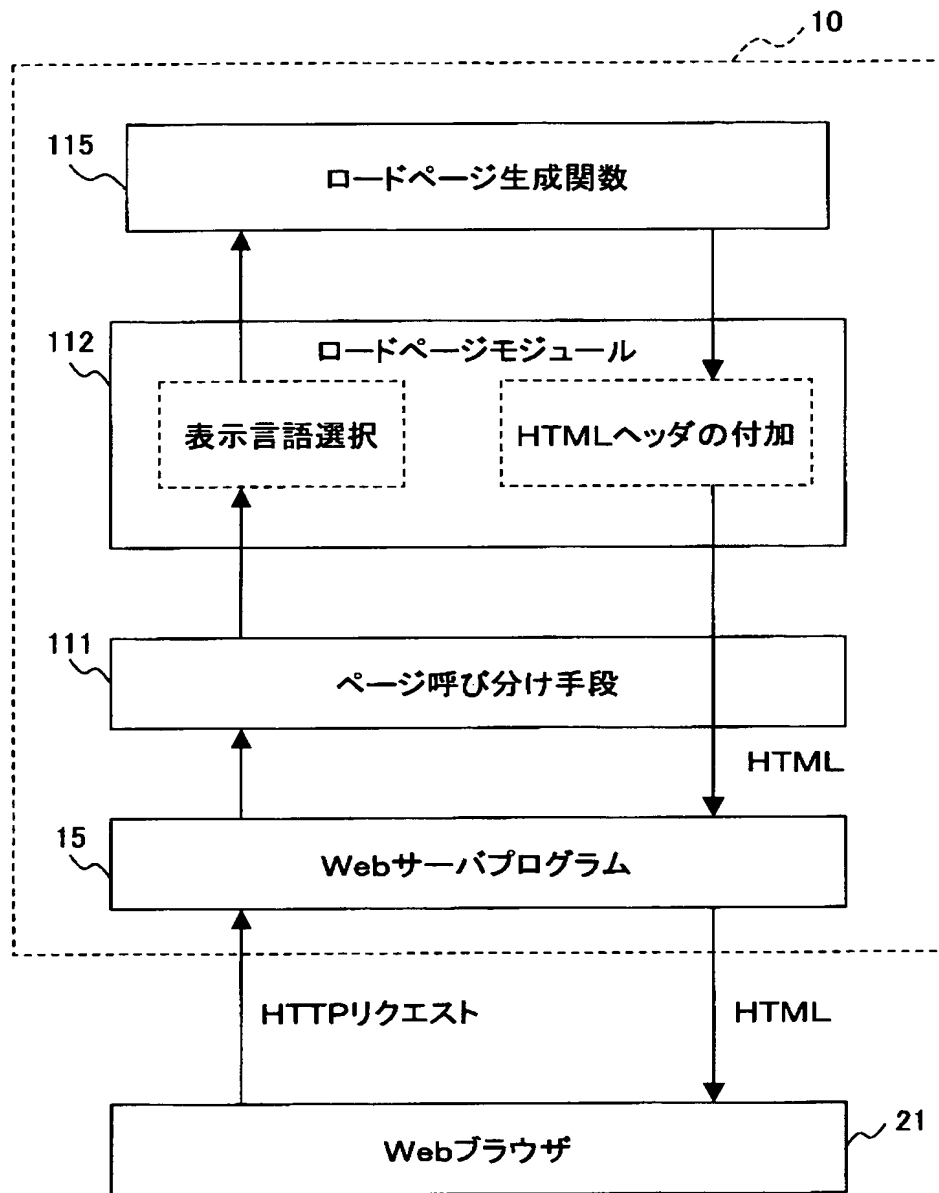 10
115
ロードページ生成関数
112
ロードページモジュール
表示言語選択
HTMLヘッダの付加
111
ページ呼び分け手段
HTML
15
Webサーバプログラム
HTTPリクエスト
HTML
Webブラウザ
21